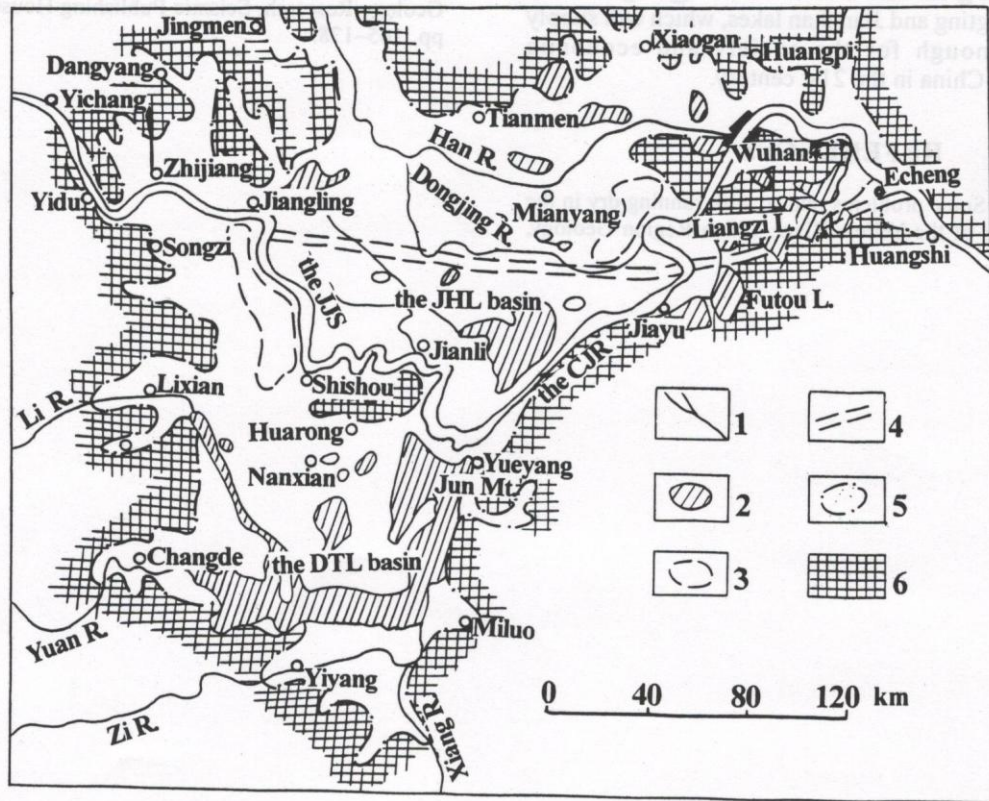 Jingmen
Xiaogan
Huangpi
Dangyang
Yichang
Tianmen
Han R.
Wuhan
Zhijiang
Echeng
Yidu
Jiangling
Dongjing R.
Mianyang
Liangzi L.
Songzi
Huangshi
the JJS
the JHL basin
Futou L.
Jiayu
Jianli
the CJR
Lixian
Shishou
Li R.
1
4
Huarong
Nanxian
Yueyang
Jun Mt.
2
5
Changde
the DTL basin
3
6
Yuan R.
Miluo
Yiyang
0 40 80 120 km
Zi R.
Xiang R.